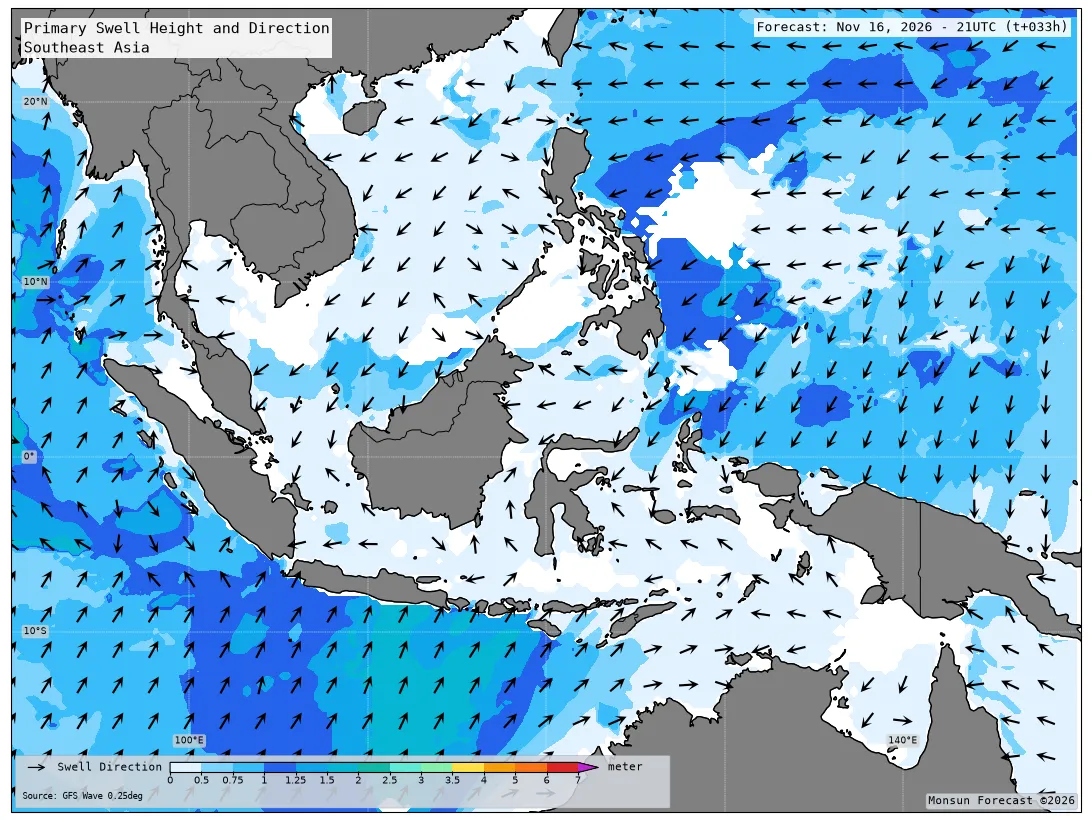 Primary Swell Height and Direction
Southeast Asia
Forecast: Nov 16, 2026 - 21UTC (t+033h)
20°N
10°N
0°
10°S
100°E
140°E
Swell Direction
0 0.5 0.75 1 1.25 1.5 2 2.5 3 3.5 4 5 6 7
meter
Source: GFS Wave 0.25deg
Monsun Forecast ©2026